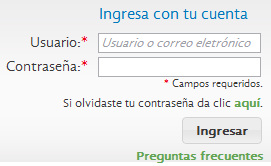 Ingresa con tu cuenta
Usuario:* Usuario o correo eletrónico
Contraseña:*
* Campos requeridos.
Si olvidaste tu contraseña da clic aquí.
Ingresar
Preguntas frecuentes